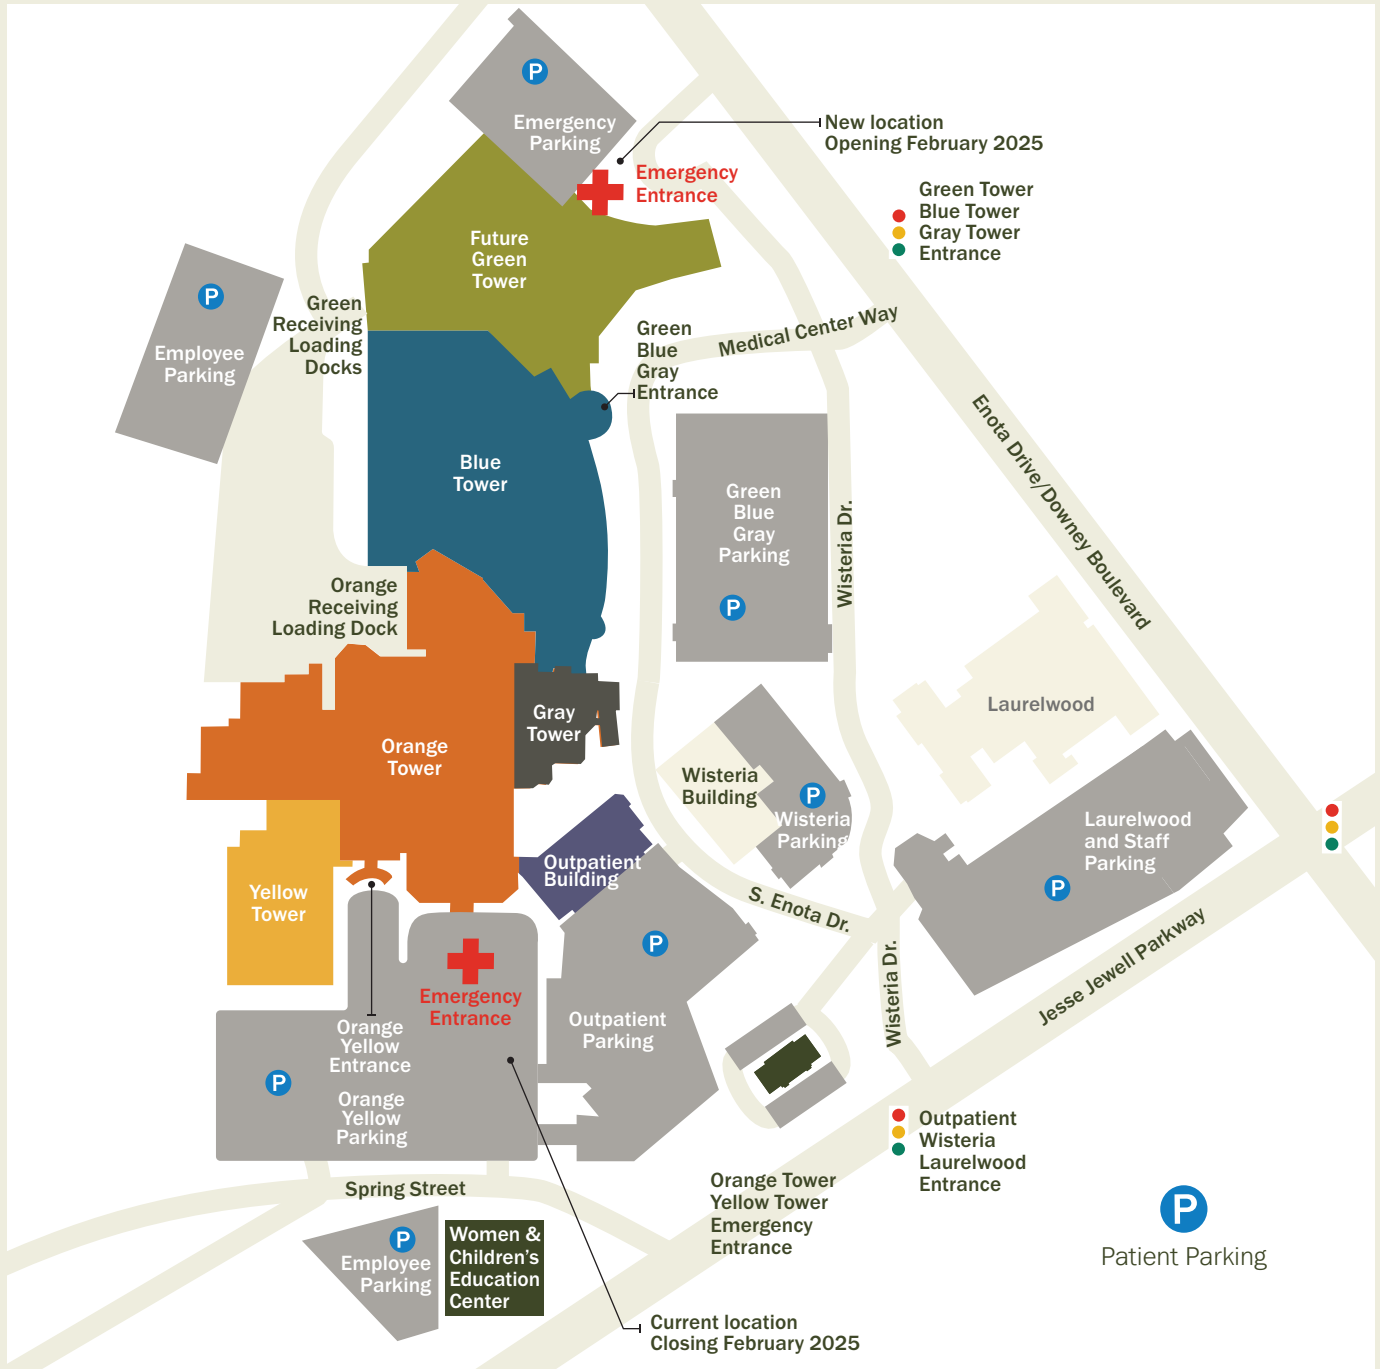 P
Emergency
Parking
New location
Opening February 2025
Emergency
Entrance
Green Tower
Blue Tower
Gray Tower
Entrance
Future
Green
Tower
P
Employee
Parking
Green
Receiving
Loading
Docks
Green
Blue
Gray
Entrance
Medical Center Way
Enota Drive/Downey Boulevard
Blue
Tower
Green
Blue
Gray
Parking
P
Wisteria Dr.
Orange
Receiving
Loading Dock
Orange
Tower
Gray
Tower
Laurelwood
Wisteria
Building
P
Wisteria
Parking
Laurelwood
and Staff
Parking
P
Outpatient
Building
Yellow
Tower
S. Enota Dr.
P
Wisteria Dr.
Jesse Jewell Parkway
Emergency
Entrance
Outpatient
Parking
Orange
Yellow
Entrance
P
Orange
Yellow
Parking
Outpatient
Wisteria
Laurelwood
Entrance
Spring Street
Orange Tower
Yellow Tower
Emergency
Entrance
P
Employee
Parking
Women &
Children's
Education
Center
P
Patient Parking
Current location
Closing February 2025